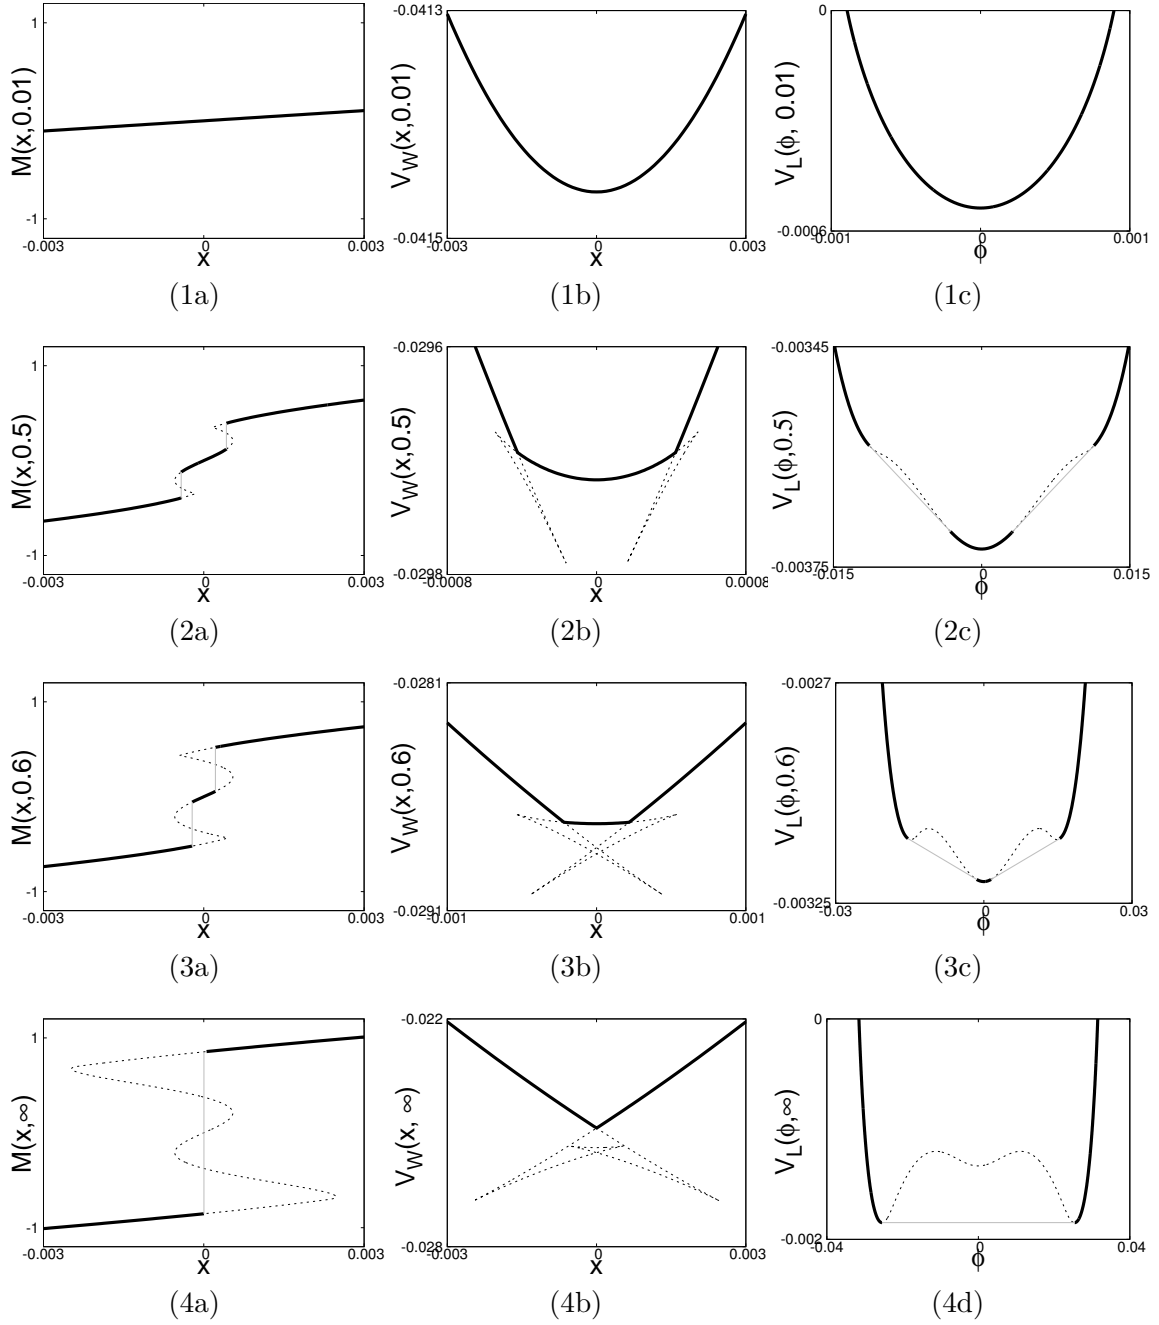 M(x,0.01)
1
-1
-0.003
0
0.003
x
(1a)
V_W(x,0.01)
-0.0413
-0.0415
-0.003
0
0.003
x
(1b)
V_L(ϕ, 0.01)
0
-0.0006
-0.001
0
0.001
ϕ
(1c)
M(x,0.5)
1
-1
-0.003
0
0.003
x
(2a)
V_W(x,0.5)
-0.0296
-0.0298
-0.0008
0
0.0008
x
(2b)
V_L(ϕ,0.5)
-0.00345
-0.00375
-0.015
0
0.015
ϕ
(2c)
M(x,0.6)
1
-1
-0.003
0
0.003
x
(3a)
V_W(x,0.6)
-0.0281
-0.0291
-0.001
0
0.001
x
(3b)
V_L(ϕ,0.6)
-0.0027
-0.00325
-0.03
0
0.03
ϕ
(3c)
M(x,∞)
1
-1
-0.003
0
0.003
x
(4a)
V_W(x, ∞)
-0.022
-0.028
-0.003
0
0.003
x
(4b)
V_L(ϕ,∞)
0
-0.002
-0.04
0
0.04
ϕ
(4d)